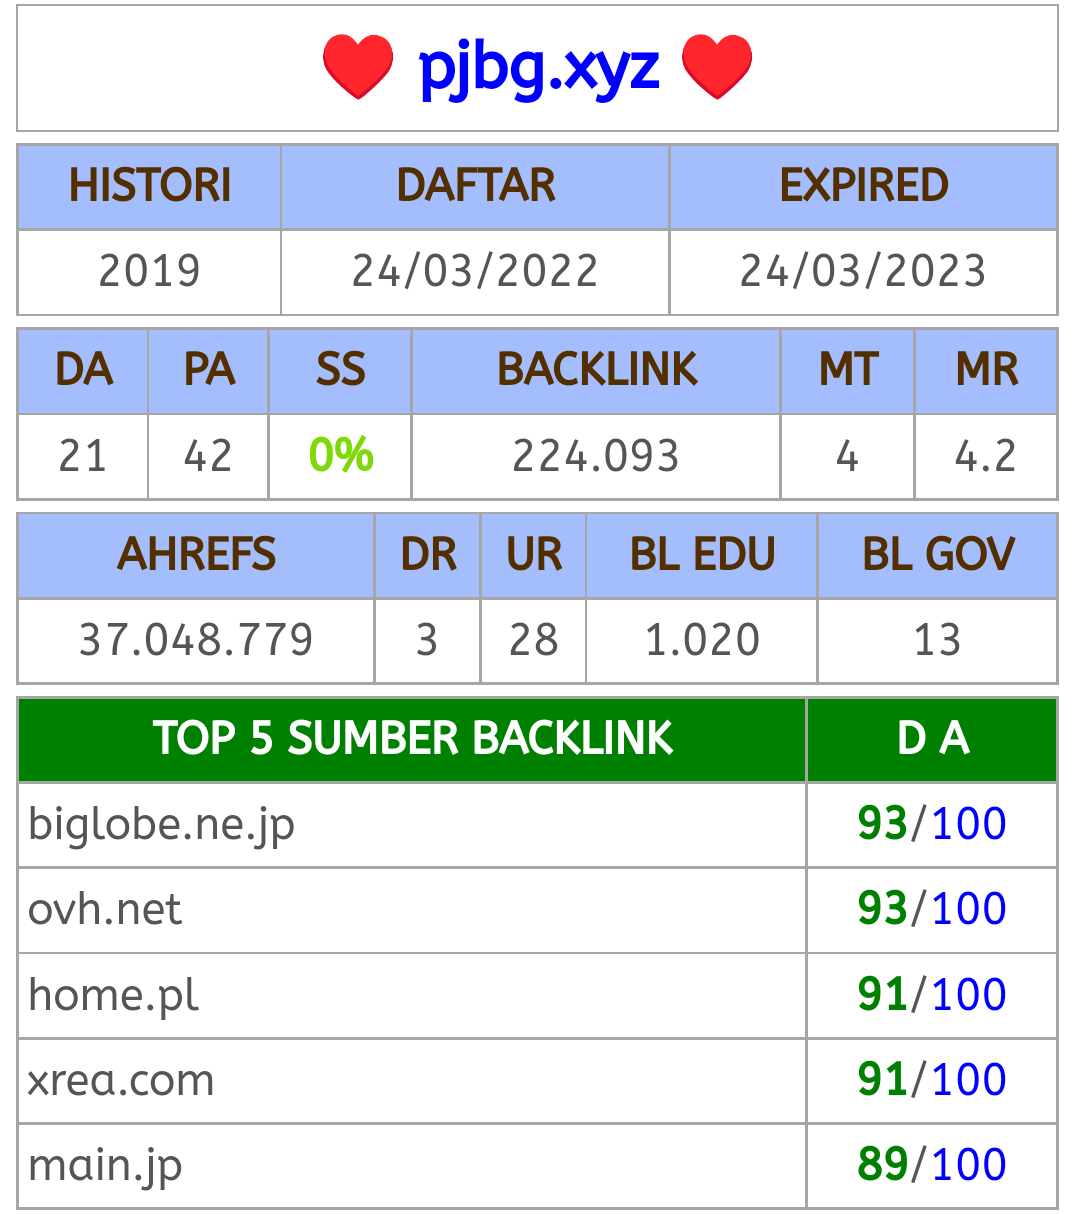 ❤ pjbg.xyz ❤
HISTORI DAFTAR EXPIRED
2019 24/03/2022 24/03/2023
DA PA SS BACKLINK MT MR
21 42 0% 224.093 4 4.2
AHREFS DR UR BL EDU BL GOV
37.048.779 3 28 1.020 13
TOP 5 SUMBER BACKLINK D A
biglobe.ne.jp 93/100
ovh.net 93/100
home.pl 91/100
xrea.com 91/100
main.jp 89/100